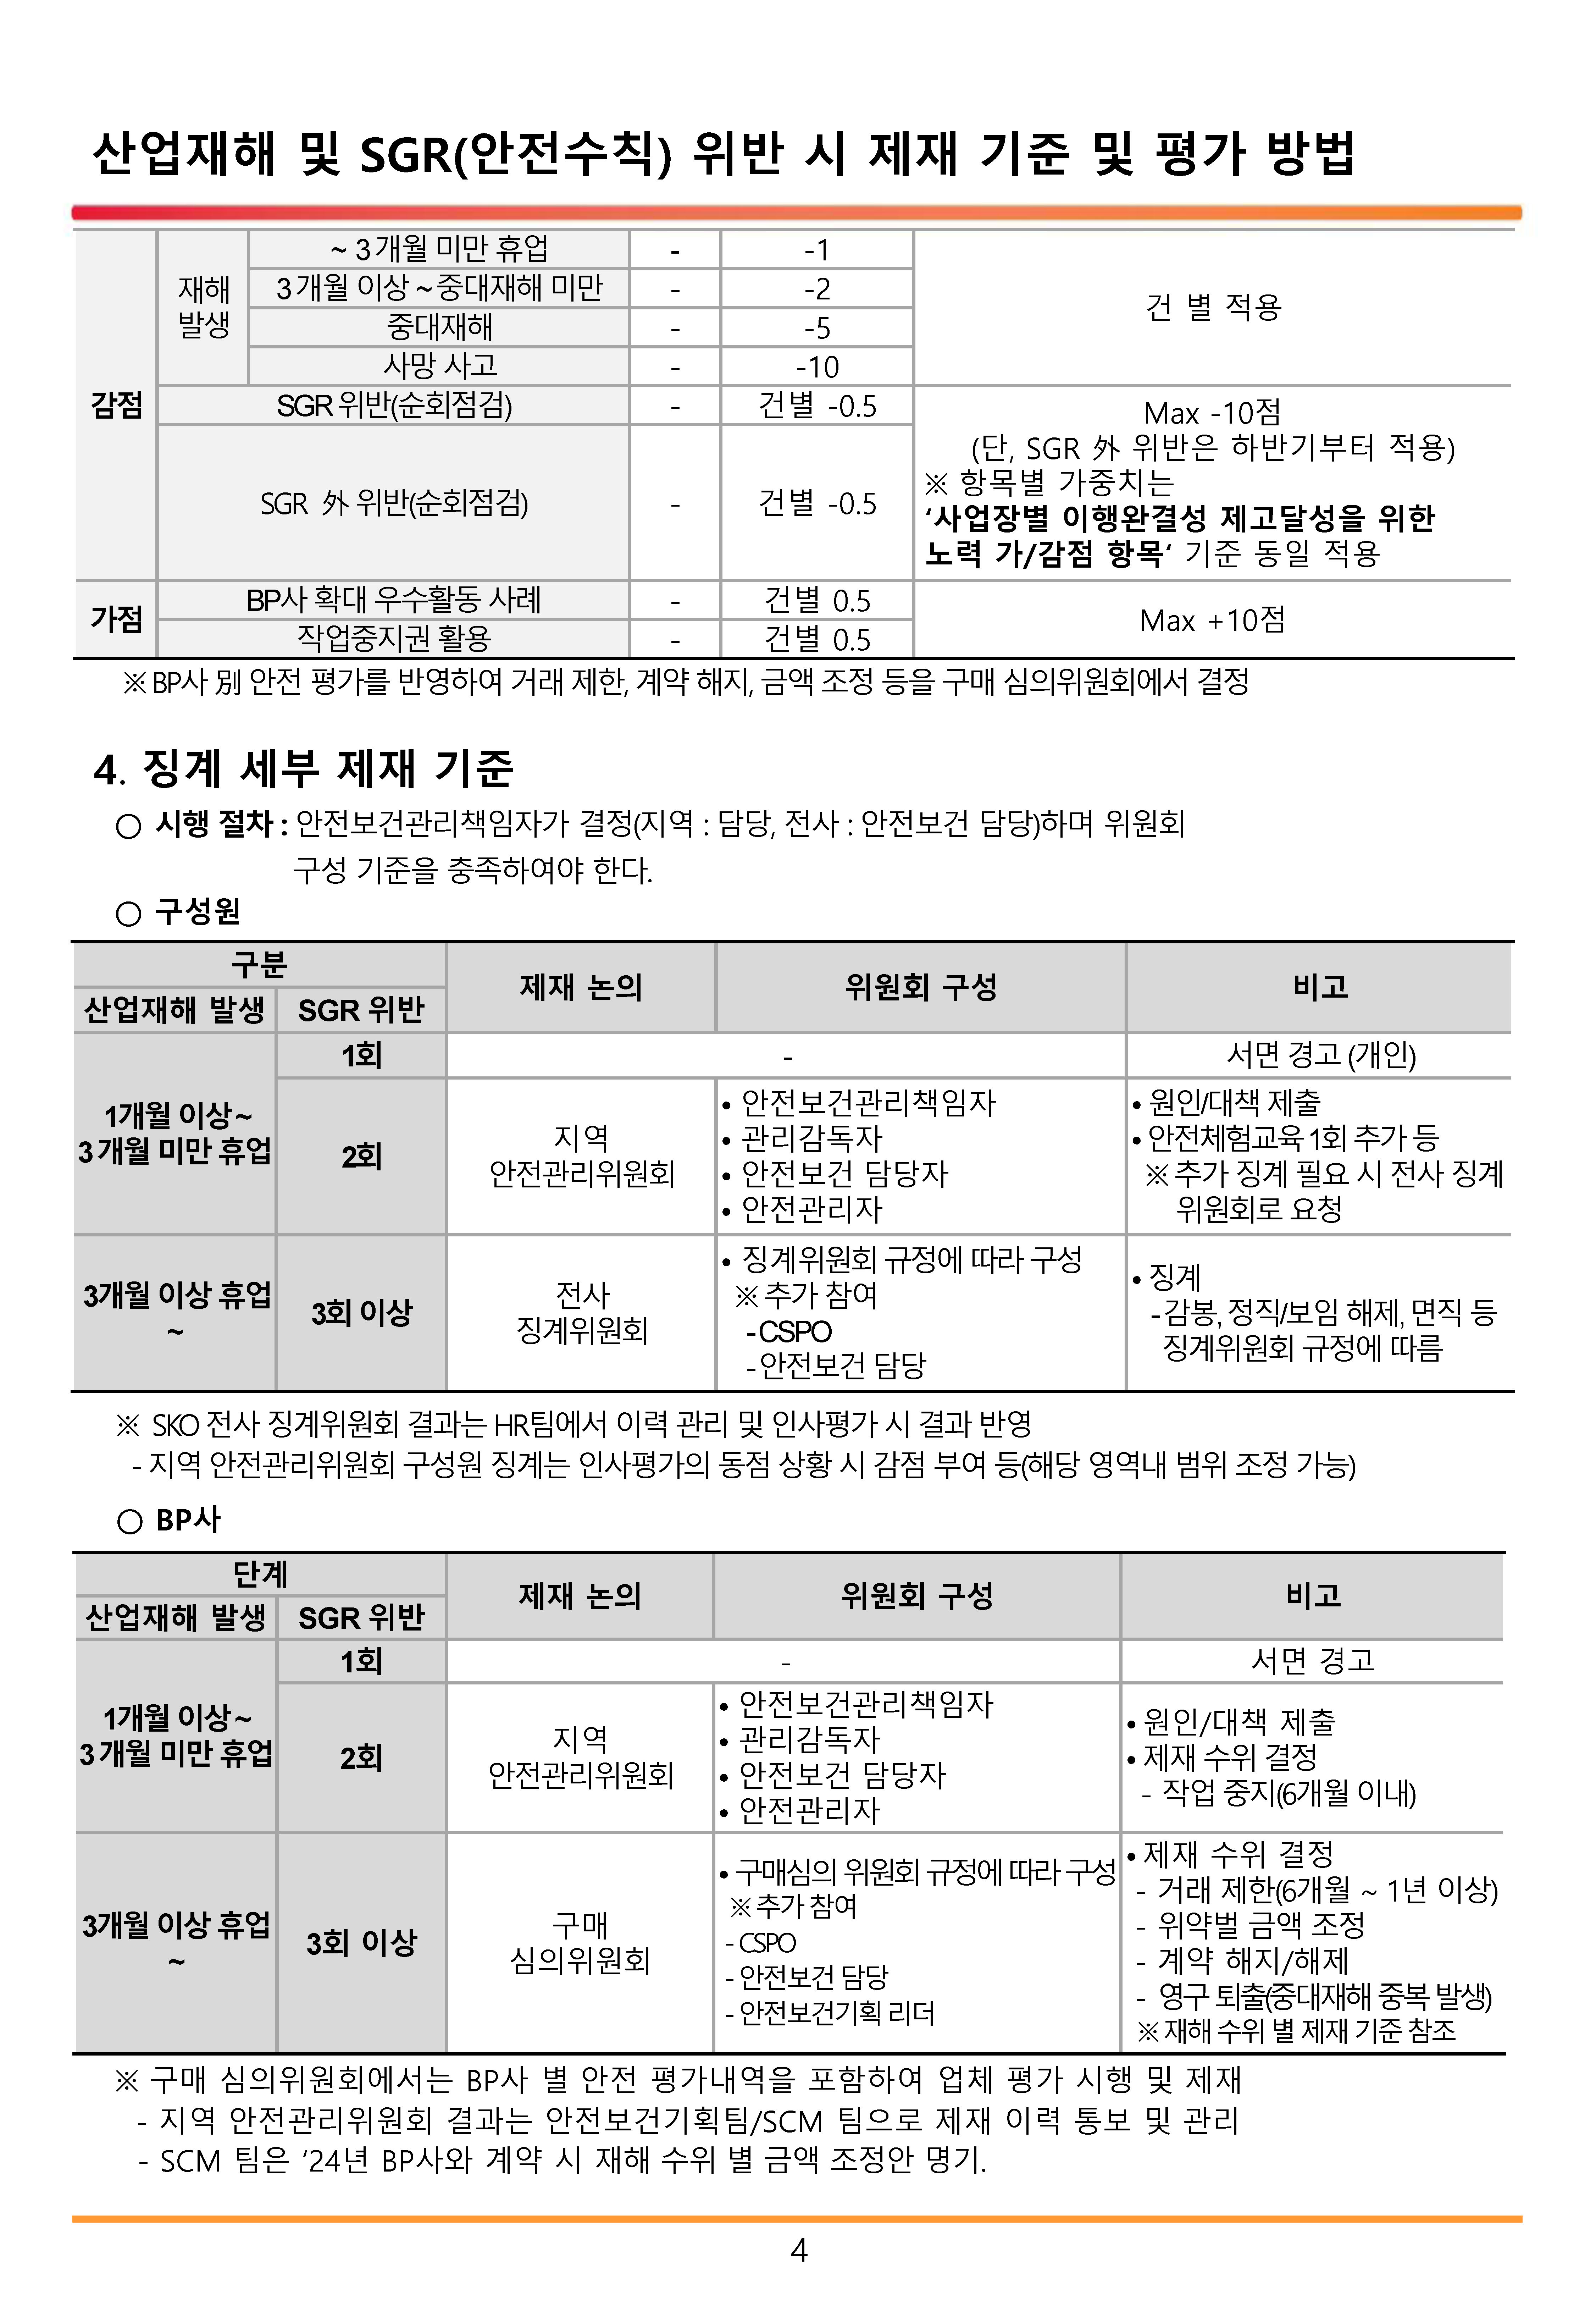 산업재해 및 SGR(안전수칙) 위반 시 제재 기준 및 평가 방법
감점
재해
발생
~ 3개월 미만 휴업
-
-1
건 별 적용
3개월 이상 ~ 중대재해 미만
-
-2
중대재해
-
-5
사망 사고
-
-10
SGR 위반(순회점검)
-
건별 -0.5
Max -10점
(단, SGR 外 위반은 하반기부터 적용)
※ 항목별 가중치는
‘사업장별 이행완결성 제고달성을 위한
노력 가/감점 항목‘ 기준 동일 적용
SGR 外 위반(순회점검)
-
건별 -0.5
가점
BP사 확대 우수활동 사례
-
건별 0.5
Max +10점
작업중지권 활용
-
건별 0.5
※ BP사 別 안전 평가를 반영하여 거래 제한, 계약 해지, 금액 조정 등을 구매 심의위원회에서 결정
4. 징계 세부 제재 기준
○ 시행 절차 : 안전보건관리책임자가 결정(지역 : 담당, 전사 : 안전보건 담당)하며 위원회
구성 기준을 충족하여야 한다.
○ 구성원
구분
제재 논의
위원회 구성
비고
산업재해 발생
SGR 위반
1개월 이상~
3개월 미만 휴업
1회
-
서면 경고 (개인)
2회
지역
안전관리위원회
• 안전보건관리책임자
• 관리감독자
• 안전보건 담당자
• 안전관리자
• 원인/대책 제출
• 안전체험교육 1회 추가 등
※ 추가 징계 필요 시 전사 징계
위원회로 요청
3개월 이상 휴업
~
3회 이상
전사
징계위원회
• 징계위원회 규정에 따라 구성
※ 추가 참여
- CSPO
- 안전보건 담당
• 징계
- 감봉, 정직/보임 해제, 면직 등
징계위원회 규정에 따름
※ SKO 전사 징계위원회 결과는 HR팀에서 이력 관리 및 인사평가 시 결과 반영
- 지역 안전관리위원회 구성원 징계는 인사평가의 동점 상황 시 감점 부여 등(해당 영역내 범위 조정 가능)
○ BP사
단계
제재 논의
위원회 구성
비고
산업재해 발생
SGR 위반
1개월 이상~
3개월 미만 휴업
1회
-
서면 경고
2회
지역
안전관리위원회
• 안전보건관리책임자
• 관리감독자
• 안전보건 담당자
• 안전관리자
• 원인/대책 제출
• 제재 수위 결정
- 작업 중지(6개월 이내)
3개월 이상 휴업
~
3회 이상
구매
심의위원회
• 구매심의 위원회 규정에 따라 구성
※ 추가 참여
- CSPO
- 안전보건 담당
- 안전보건기획 리더
• 제재 수위 결정
- 거래 제한(6개월 ~ 1년 이상)
- 위약벌 금액 조정
- 계약 해지/해제
- 영구 퇴출(중대재해 중복 발생)
※ 재해 수위 별 제재 기준 참조
※ 구매 심의위원회에서는 BP사 별 안전 평가내역을 포함하여 업체 평가 시행 및 제재
- 지역 안전관리위원회 결과는 안전보건기획팀/SCM 팀으로 제재 이력 통보 및 관리
- SCM 팀은 ‘24년 BP사와 계약 시 재해 수위 별 금액 조정안 명기.
4